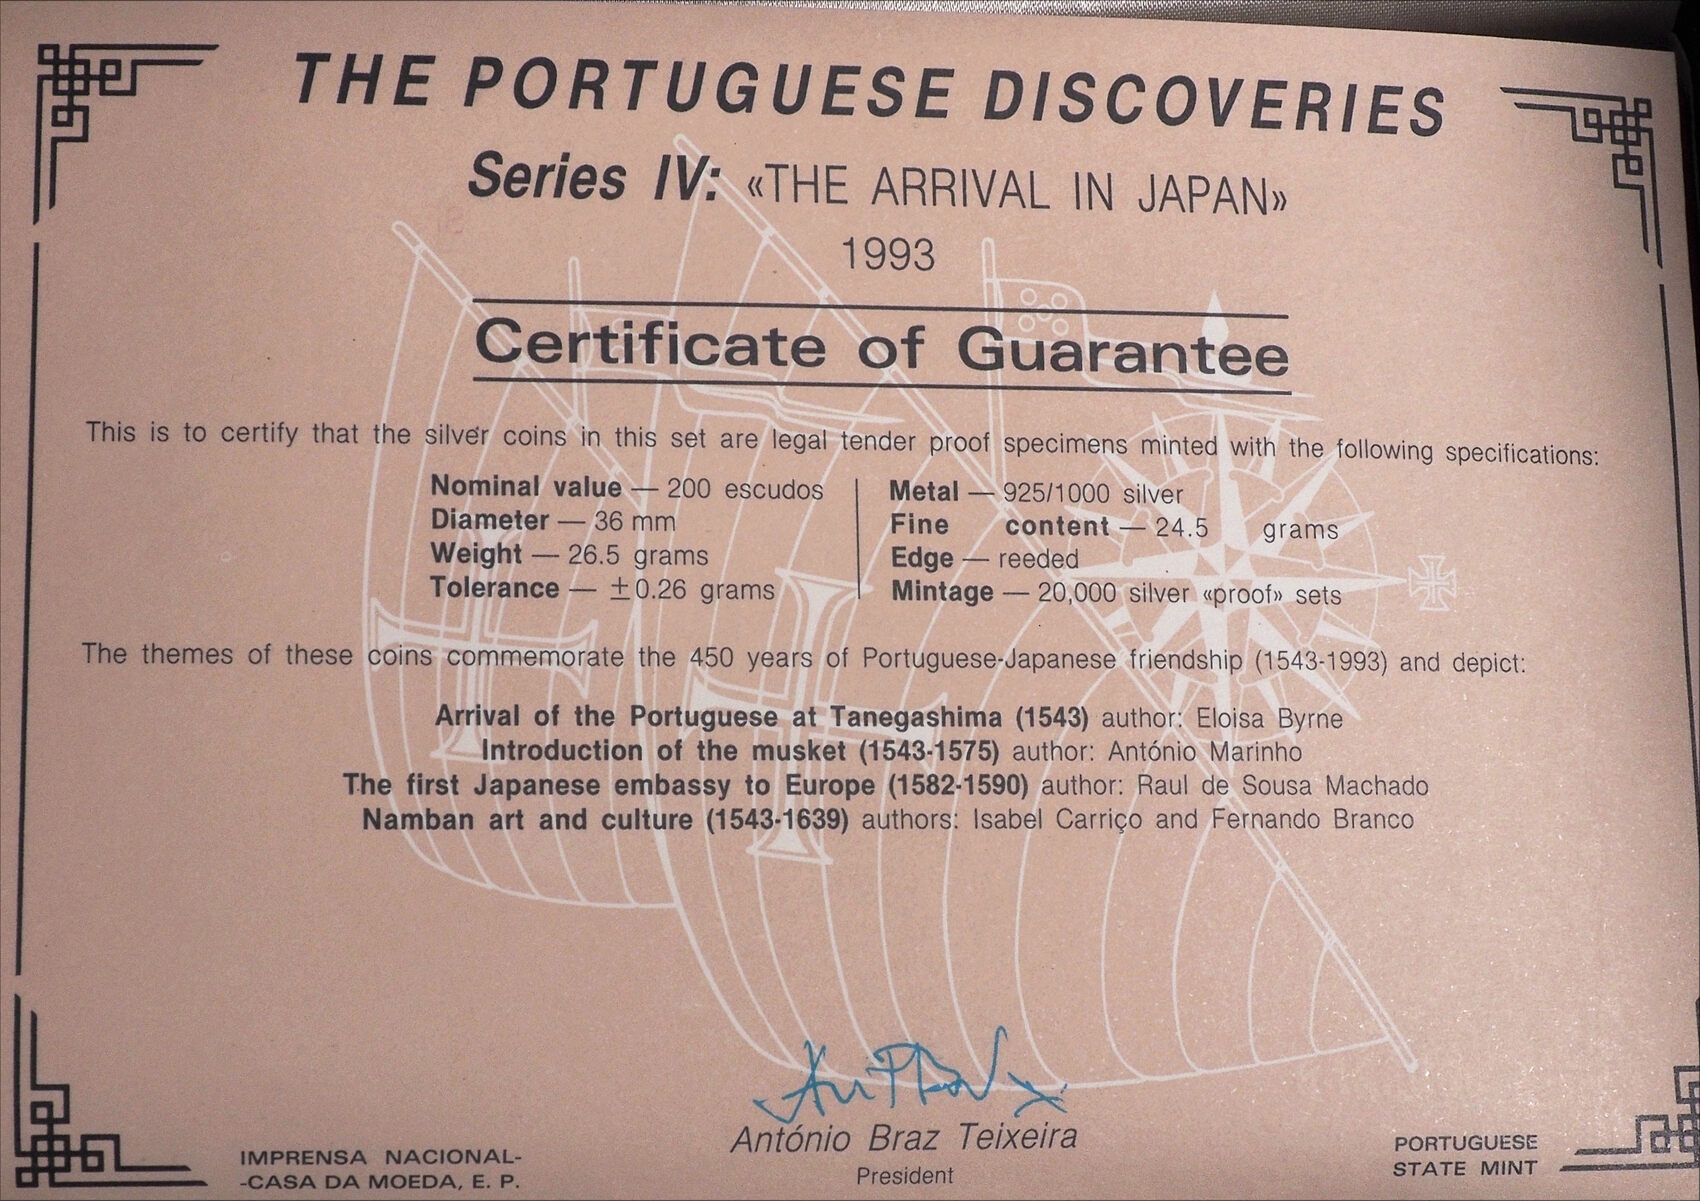 THE PORTUGUESE DISCOVERIES
Series IV: «THE ARRIVAL IN JAPAN»
1993
Certificate of Guarantee
This is to certify that the silver coins in this set are legal tender proof specimens minted with the following specifications:
Nominal value — 200 escudos
Diameter — 36 mm
Weight — 26.5 grams
Tolerance — ±0.26 grams
Metal — 925/1000 silver
Fine content — 24.5 grams
Edge — reeded
Mintage — 20,000 silver «proof» sets
The themes of these coins commemorate the 450 years of Portuguese-Japanese friendship (1543-1993) and depict:
Arrival of the Portuguese at Tanegashima (1543) author: Eloisa Byrne
Introduction of the musket (1543-1575) author: António Marinho
The first Japanese embassy to Europe (1582-1590) author: Raul de Sousa Machado
Namban art and culture (1543-1639) authors: Isabel Carriço and Fernando Branco
António Braz Teixeira
President
IMPRENSA NACIONAL-
-CASA DA MOEDA, E. P.
PORTUGUESE
STATE MINT